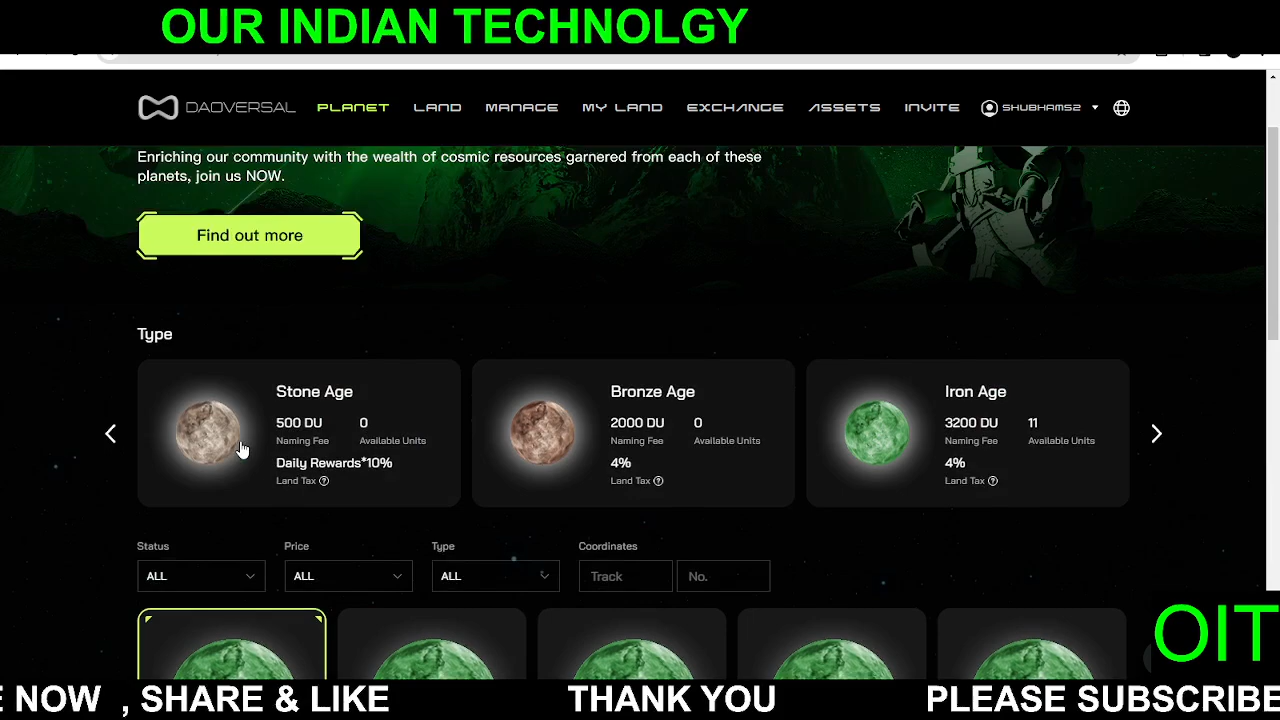 OUR INDIAN TECHNOLGY
DAOVERSAL PLANET LAND MANAGE MY LAND EXCHANGE ASSETS INVITE SHUBHAMS2
Enriching our community with the wealth of cosmic resources garnered from each of these
planets, join us NOW.
Find out more
Type
Stone Age
500 DU 0
Naming Fee Available Units
Daily Rewards*10%
Land Tax ?
Bronze Age
2000 DU 0
Naming Fee Available Units
4%
Land Tax ?
Iron Age
3200 DU 11
Naming Fee Available Units
4%
Land Tax ?
Status Price Type Coordinates
ALL ALL ALL Track No.
OIT
E NOW , SHARE & LIKE THANK YOU PLEASE SUBSCRIBE